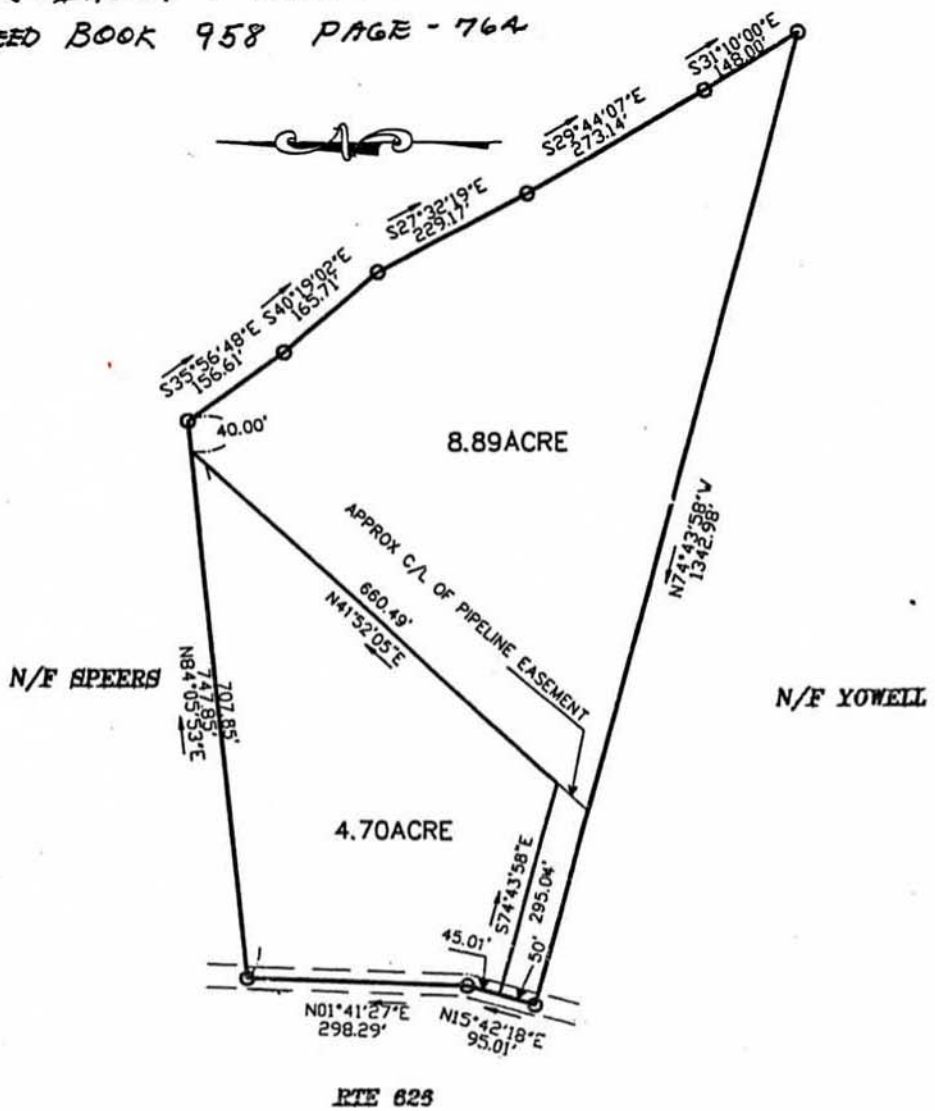 EED BOOK 958 PAGE - 764
S31°10'00"E
148.00'
S29°44'07"E
273.14'
S27°32'19"E
229.17'
S40°19'02"E
165.71'
S35°56'48"E
156.61'
40.00'
8.89ACRE
APPROX C/L OF PIPELINE EASEMENT
660.49'
N41°52'05"E
N74°43'58"W
1342.98'
N/F SPEERS
707.85'
747.85'
N84°05'53"E
N/F YOWELL
4.70ACRE
S74°43'58"E
295.04'
50'
45.01'
N01°41'27"E
298.29'
N15°42'18"E
95.01'
RTE 626